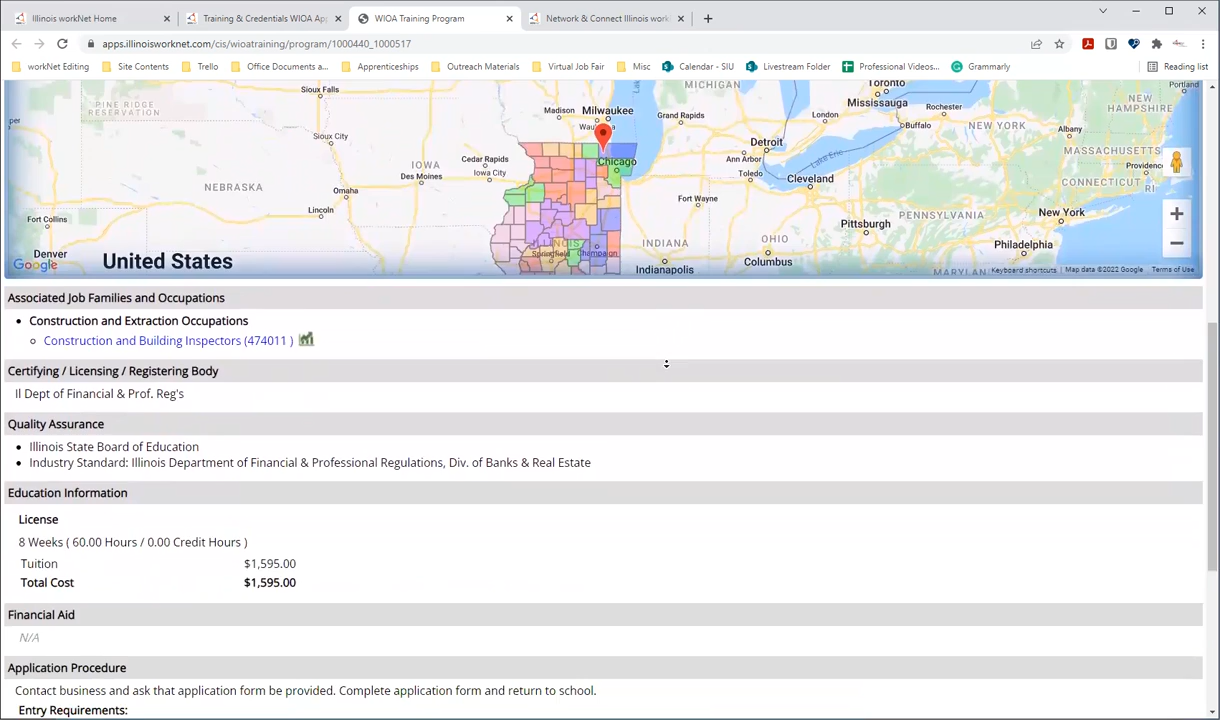 Illinois workNet Home
Training & Credentials WIOA Ap
WIOA Training Program
Network & Connect Illinois work
apps.illinoisworknet.com/cis/wioatraining/program/1000440_1000517
workNet Editing
Site Contents
Trello
Office Documents a...
Apprenticeships
Outreach Materials
Virtual Job Fair
Misc
Calendar - SIU
Livestream Folder
Professional Videos...
Grammarly
Reading list
PINE RIDGE
RESERVATION
Sioux Falls
Sioux City
IOWA
Des Moines
Cedar Rapids
Iowa City
NEBRASKA
Omaha
Lincoln
Fort Collins
Denver
Madison
Milwaukee
Chicago
Grand Rapids
MICHIGAN
Ann Arbor
Detroit
Toledo
London
Toronto
Mississauga
Buffalo
Rochester
Lake Erie
Cleveland
Fort Wayne
INDIANA
Indianapolis
OHIO
Columbus
Pittsburgh
PENNSYLVANIA
NEW YORK
Albany
Portland
NEW
HAMPSHIRE
MASSACHUSETTS
Providence
CONNECTICUT
RI
New York
Philadelphia
ILLINOIS
Springfield
Champaign
Google
United States
Keyboard shortcuts
Map data ©2022 Google
Terms of Use
Associated Job Families and Occupations
Construction and Extraction Occupations
Construction and Building Inspectors (474011 )
Certifying / Licensing / Registering Body
Il Dept of Financial & Prof. Reg's
Quality Assurance
Illinois State Board of Education
Industry Standard: Illinois Department of Financial & Professional Regulations, Div. of Banks & Real Estate
Education Information
License
8 Weeks ( 60.00 Hours / 0.00 Credit Hours )
Tuition $1,595.00
Total Cost $1,595.00
Financial Aid
N/A
Application Procedure
Contact business and ask that application form be provided. Complete application form and return to school.
Entry Requirements: